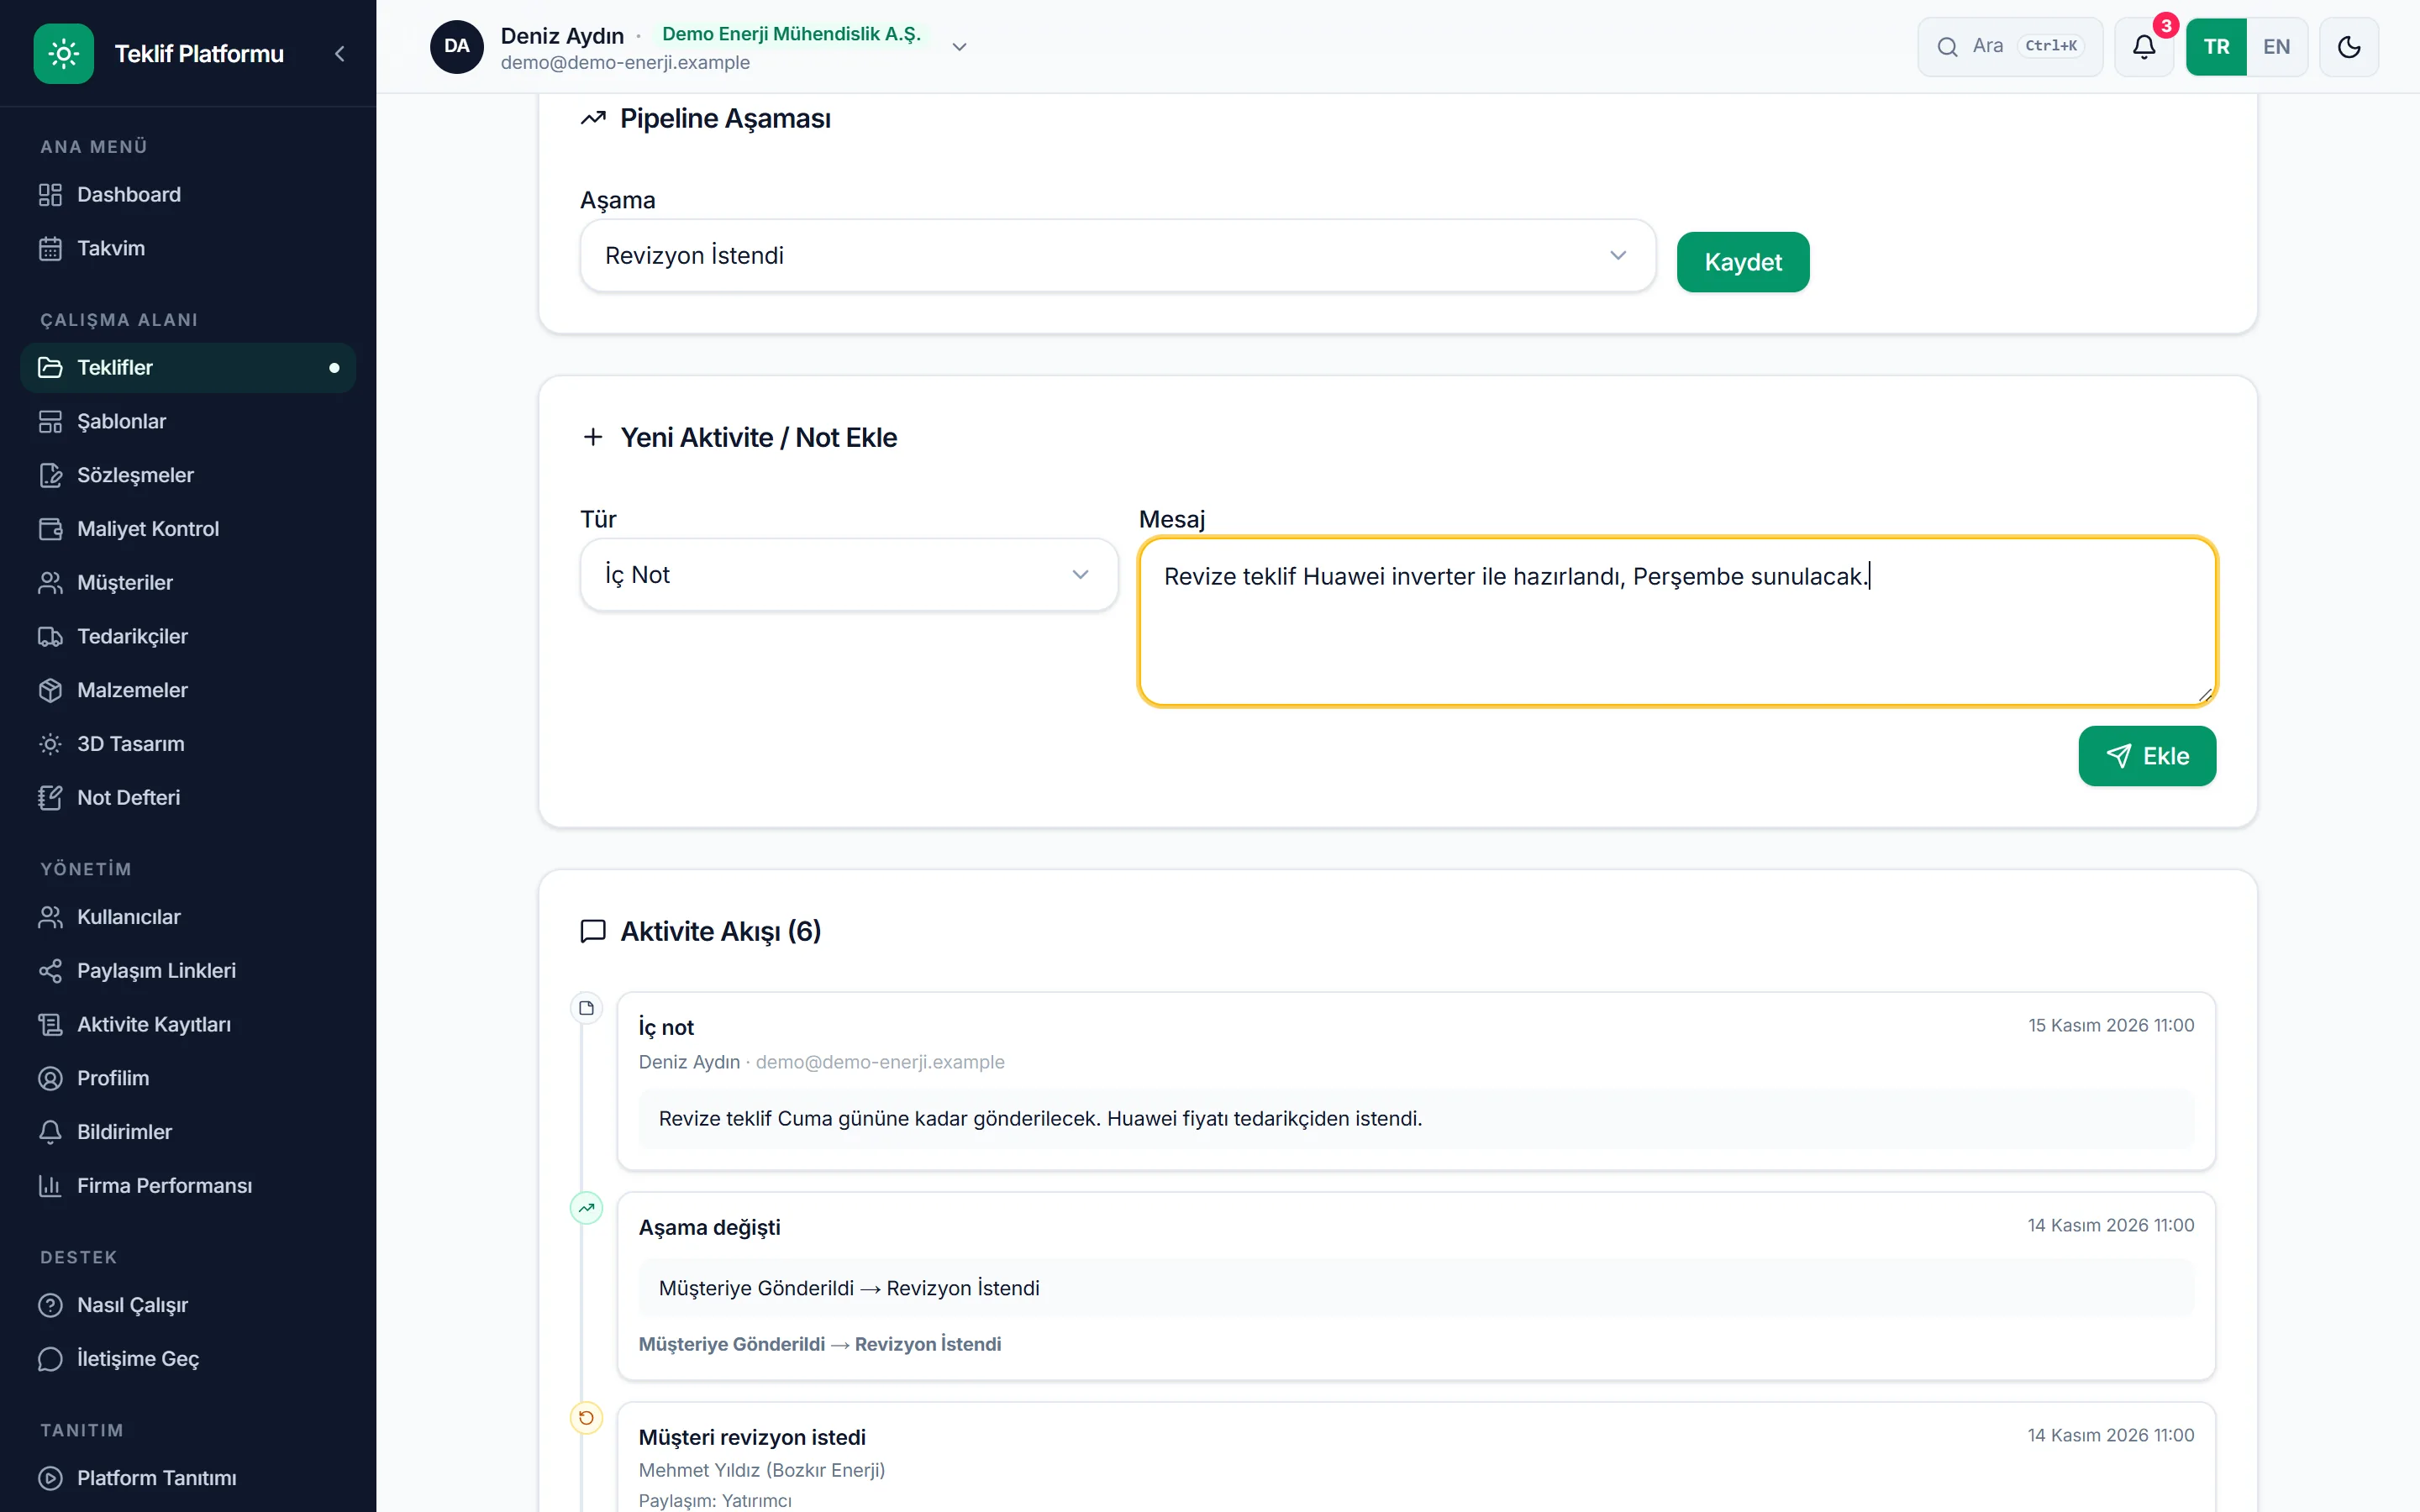 Teklif Platformu
ANA MENÜ
Dashboard
Takvim
ÇALIŞMA ALANI
Teklifler
Şablonlar
Sözleşmeler
Maliyet Kontrol
Müşteriler
Tedarikçiler
Malzemeler
3D Tasarım
Not Defteri
YÖNETİM
Kullanıcılar
Paylaşım Linkleri
Aktivite Kayıtları
Profilim
Bildirimler
Firma Performansı
DESTEK
Nasıl Çalışır
İletişime Geç
TANITIM
Platform Tanıtımı
DA
Deniz Aydın · Demo Enerji Mühendislik A.Ş.
demo@demo-enerji.example
Ara Ctrl+K
3
TR EN
Pipeline Aşaması
Aşama
Revizyon İstendi
Kaydet
Yeni Aktivite / Not Ekle
Tür
İç Not
Mesaj
Revize teklif Huawei inverter ile hazırlandı, Perşembe sunulacak.
Ekle
Aktivite Akışı (6)
İç not 15 Kasım 2026 11:00
Deniz Aydın · demo@demo-enerji.example
Revize teklif Cuma gününe kadar gönderilecek. Huawei fiyatı tedarikçiden istendi.
Aşama değişti 14 Kasım 2026 11:00
Müşteriye Gönderildi → Revizyon İstendi
Müşteriye Gönderildi → Revizyon İstendi
Müşteri revizyon istedi 14 Kasım 2026 11:00
Mehmet Yıldız (Bozkır Enerji)
Paylaşım: Yatırımcı